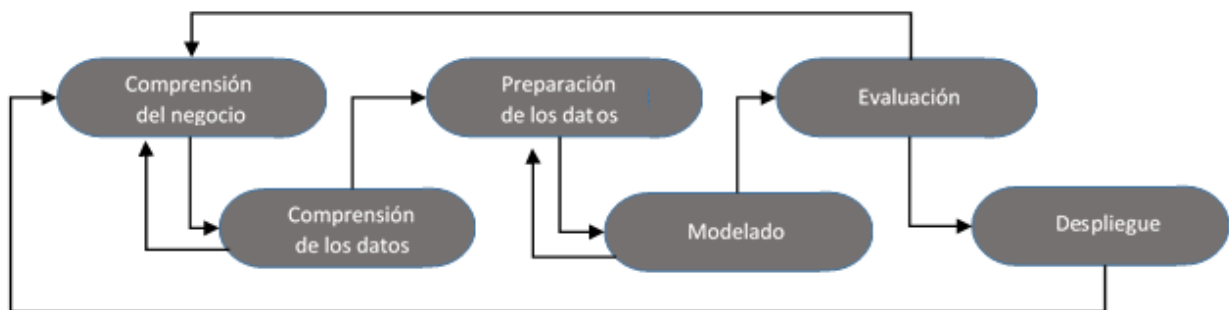 Comprensión
del negocio
Preparación
de los datos
Evaluación
Comprensión
de los datos
Modelado
Despliegue